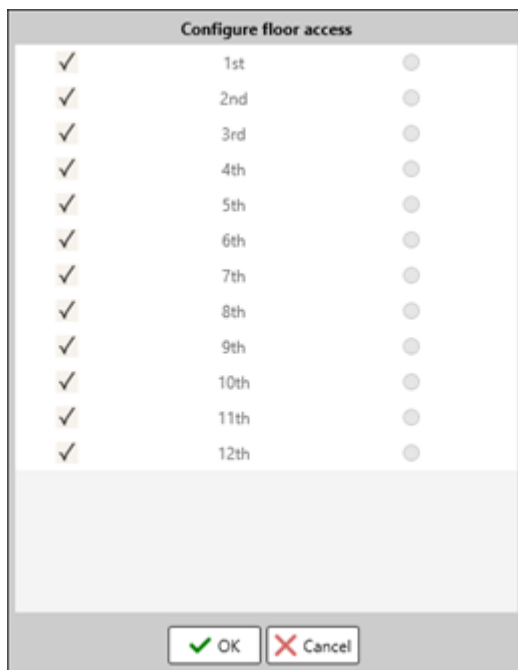 Configure floor access
1st
2nd
3rd
4th
5th
6th
7th
8th
9th
10th
11th
12th
OK Cancel